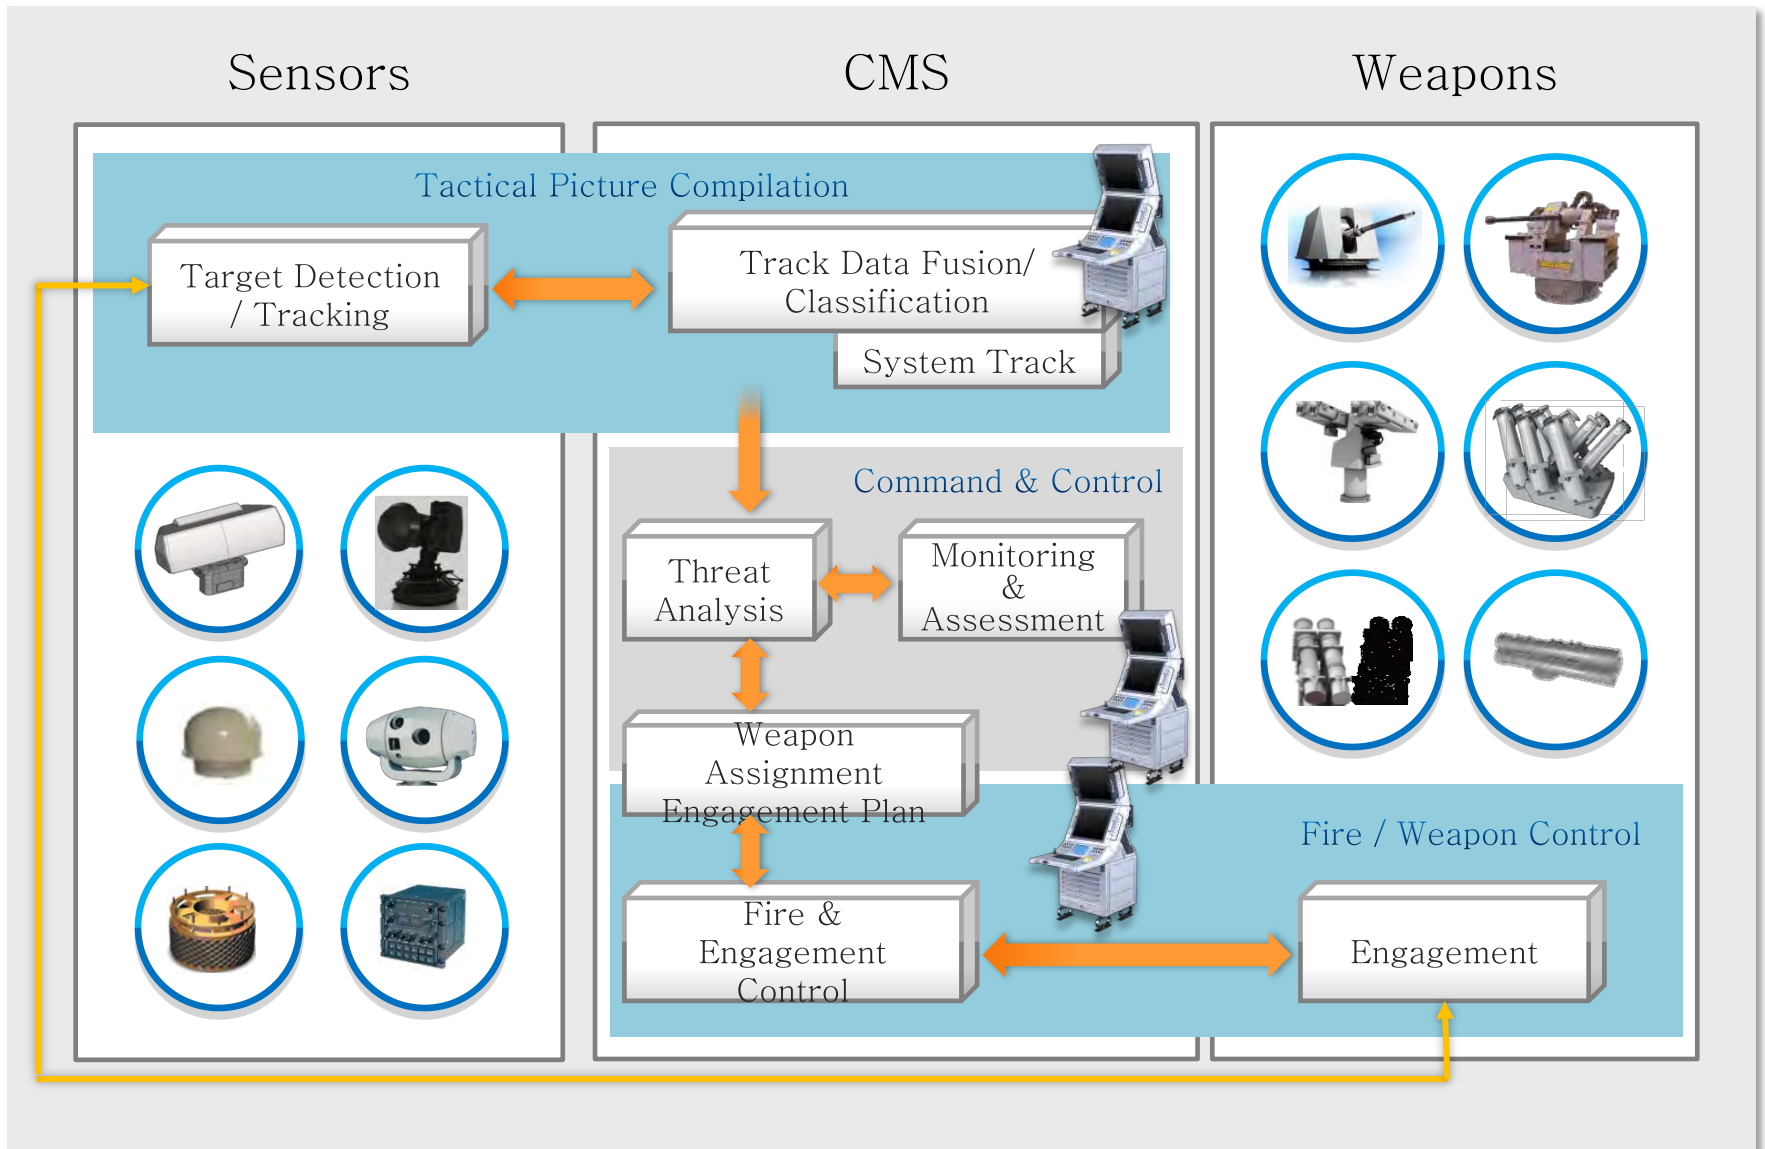 Sensors
CMS
Weapons
Tactical Picture Compilation
Target Detection
/ Tracking
Track Data Fusion/
Classification
System Track
Command & Control
Threat
Analysis
Monitoring
&
Assessment
Weapon
Assignment
Engagement Plan
Fire / Weapon Control
Fire &
Engagement
Control
Engagement